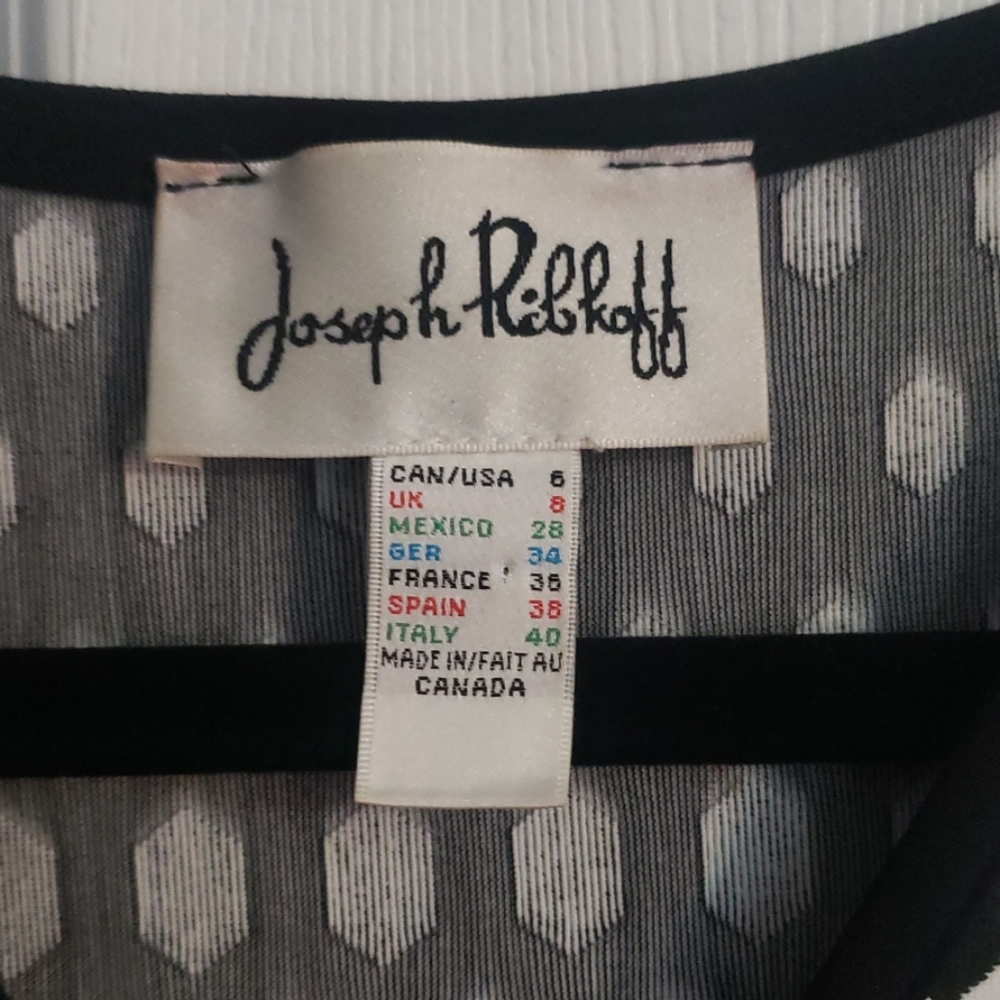 Joseph Ribkoff
CAN/USA 6
UK 8
MEXICO 28
GER 34
FRANCE 36
SPAIN 38
ITALY 40
MADE IN/FAIT AU
CANADA